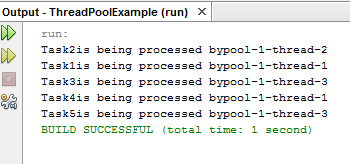 Output - ThreadPoolExample (run)
run:
Task2is being processed bypool-1-thread-2
Task1is being processed bypool-1-thread-1
Task3is being processed bypool-1-thread-3
Task4is being processed bypool-1-thread-1
Task5is being processed bypool-1-thread-3
BUILD SUCCESSFUL (total time: 1 second)